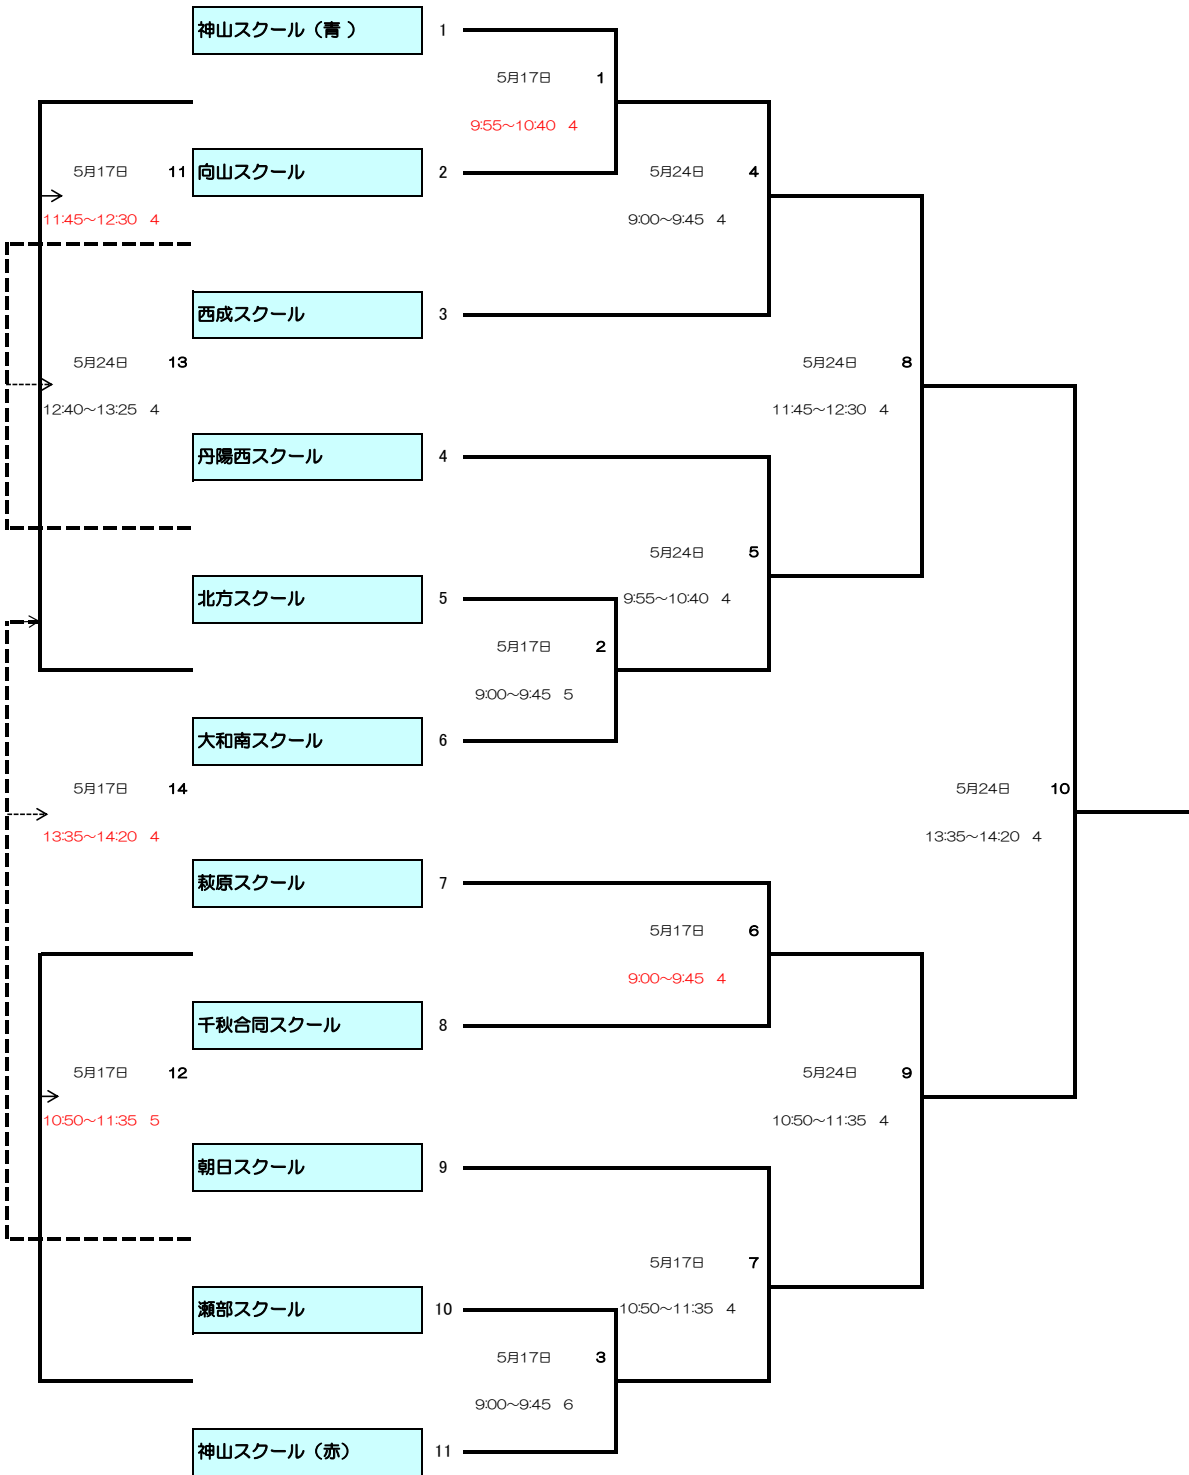 神山スクール（青 ） 1
5月17日 1
9:55～10:40 4
5月17日 11
向山スクール 2
5月24日 4
11:45～12:30 4
9:00～9:45 4
西成スクール 3
5月24日 13
5月24日 8
12:40～13:25 4
11:45～12:30 4
丹陽西スクール 4
5月24日 5
北方スクール 5
9:55～10:40 4
5月17日 2
9:00～9:45 5
大和南スクール 6
5月17日 14
5月24日 10
13:35～14:20 4
13:35～14:20 4
萩原スクール 7
5月17日 6
9:00～9:45 4
千秋合同スクール 8
5月17日 12
5月24日 9
10:50～11:35 5
10:50～11:35 4
朝日スクール 9
5月17日 7
瀬部スクール 10
10:50～11:35 4
5月17日 3
9:00～9:45 6
神山スクール（赤） 11